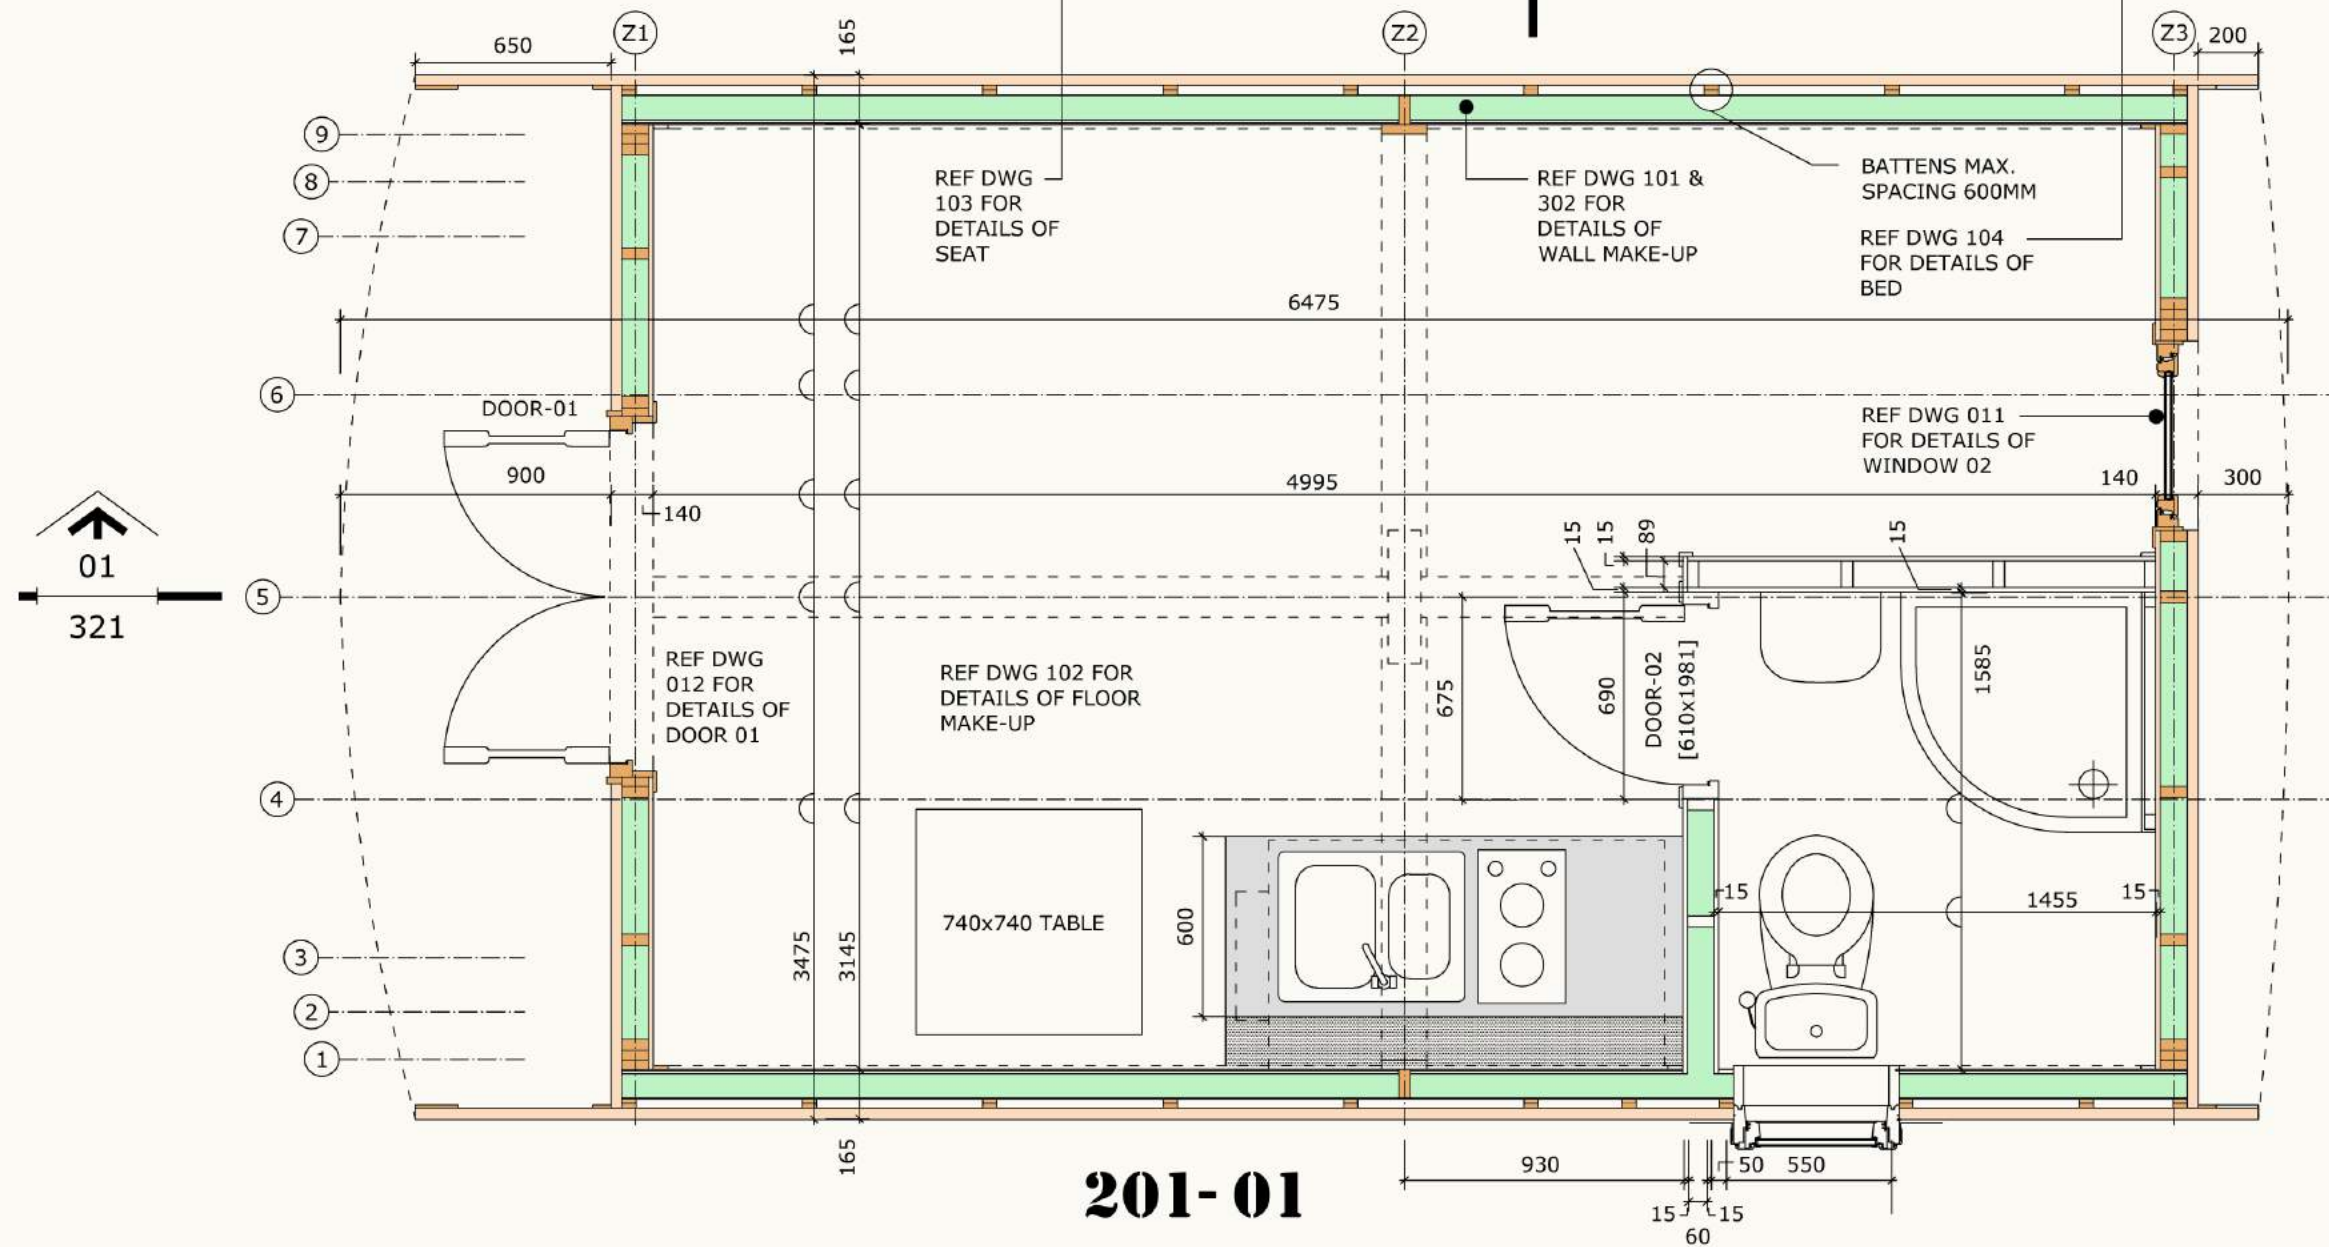 650
Z1
165
Z2
Z3
200
9
8
7
6
5
4
3
2
1
REF DWG
103 FOR
DETAILS OF
SEAT
REF DWG 101 &
302 FOR
DETAILS OF
WALL MAKE-UP
BATTENS MAX.
SPACING 600MM
REF DWG 104
FOR DETAILS OF
BED
6475
DOOR-01
REF DWG 011
FOR DETAILS OF
WINDOW 02
900
140
4995
140
300
01
321
15
15
89
15
REF DWG
012 FOR
DETAILS OF
DOOR 01
REF DWG 102 FOR
DETAILS OF FLOOR
MAKE-UP
675
690
DOOR-02
[610x1981]
1585
740x740 TABLE
3475
3145
600
15
1455
15
165
201-01
930
50
550
15
15
60